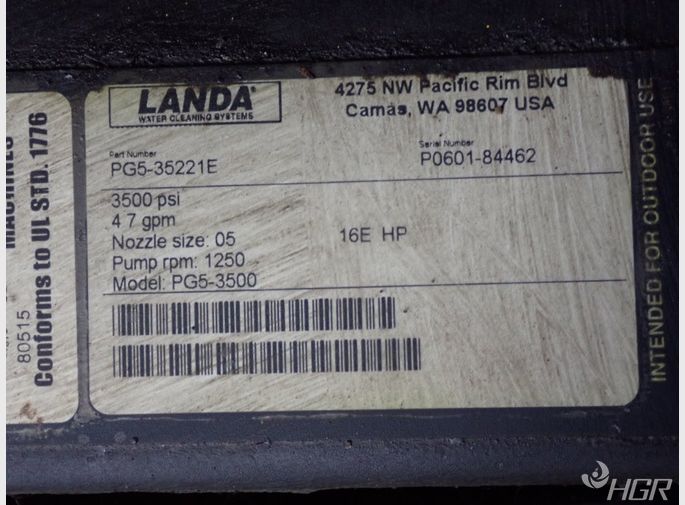 LANDA
WATER CLEANING SYSTEMS
4275 NW Pacific Rim Blvd
Camas, WA 98607 USA
Part Number
PG5-35221E
Serial Number
P0601-84462
3500 psi
4 7 gpm
Nozzle size: 05
Pump rpm: 1250
Model: PG5-3500
16E HP
MACHINES
Conforms to UL STD. 1776
80515
INTENDED FOR OUTDOOR USE
HGR